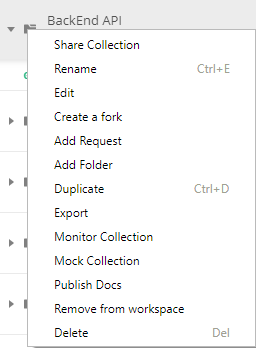 BackEnd API
Share Collection
Rename Ctrl+E
Edit
Create a fork
Add Request
Add Folder
Duplicate Ctrl+D
Export
Monitor Collection
Mock Collection
Publish Docs
Remove from workspace
Delete Del